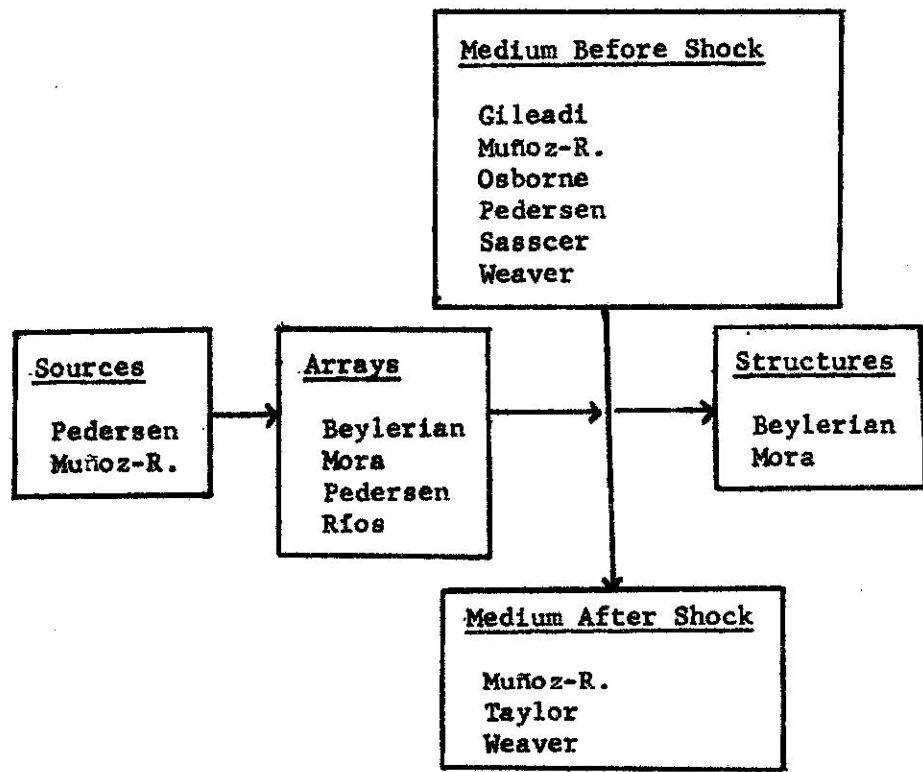 Medium Before Shock
Gileadi
Muñoz-R.
Osborne
Pedersen
Sasscer
Weaver
Sources
Pedersen
Muñoz-R.
Arrays
Beylerian
Mora
Pedersen
Ríos
Structures
Beylerian
Mora
Medium After Shock
Muñoz-R.
Taylor
Weaver